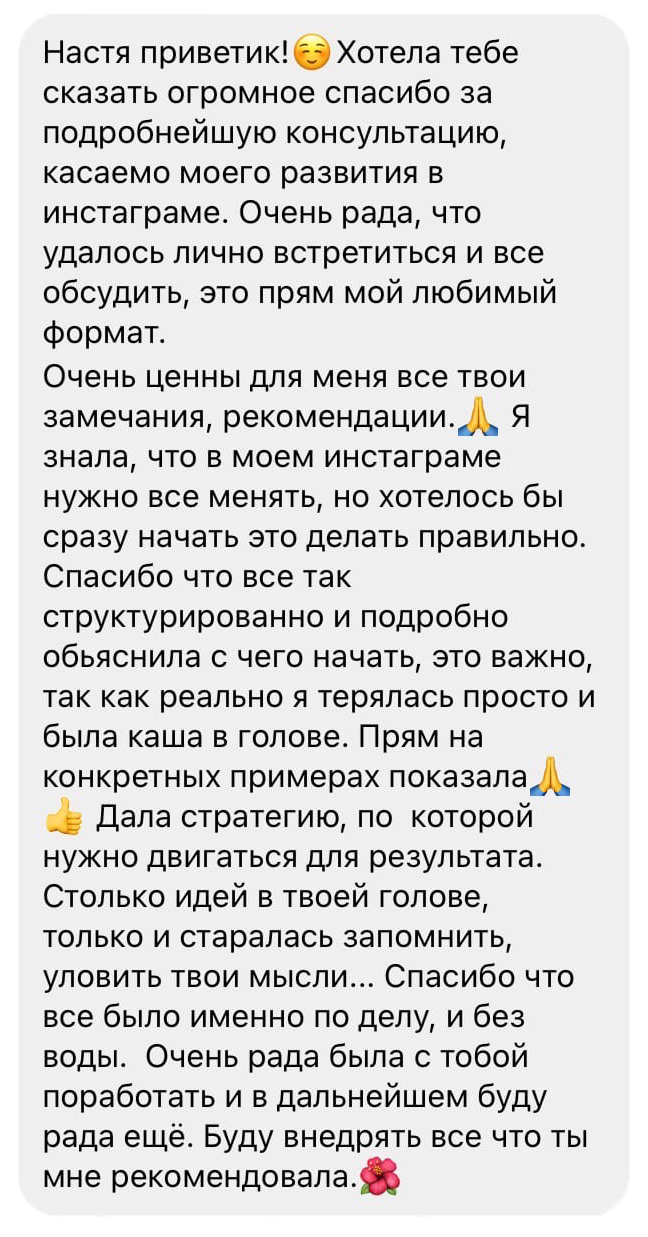 Настя приветик!☺️Хотела тебе
сказать огромное спасибо за
подробнейшую консультацию,
касаемо моего развития в
инстаграме. Очень рада, что
удалось лично встретиться и все
обсудить, это прям мой любимый
формат.
Очень ценны для меня все твои
замечания, рекомендации.🙏 Я
знала, что в моем инстаграме
нужно все менять, но хотелось бы
сразу начать это делать правильно.
Спасибо что все так
структурированно и подробно
обьяснила с чего начать, это важно,
так как реально я терялась просто и
была каша в голове. Прям на
конкретных примерах показала🙏
👍 Дала стратегию, по  которой
нужно двигаться для результата.
Столько идей в твоей голове,
только и старалась запомнить,
уловить твои мысли... Спасибо что
все было именно по делу, и без
воды.  Очень рада была с тобой
поработать и в дальнейшем буду
рада ещё. Буду внедрять все что ты
мне рекомендовала.🌺